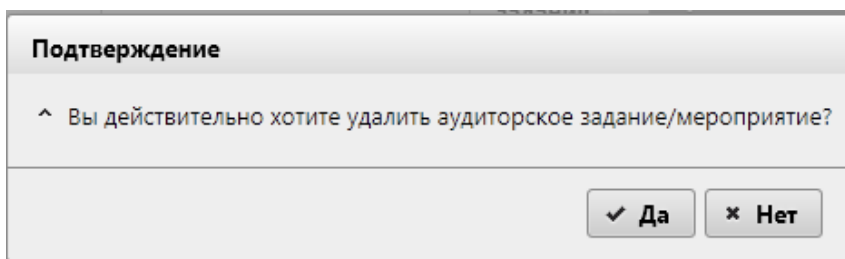 Подтверждение
^ Вы действительно хотите удалить аудиторское задание/мероприятие?
Да
Нет